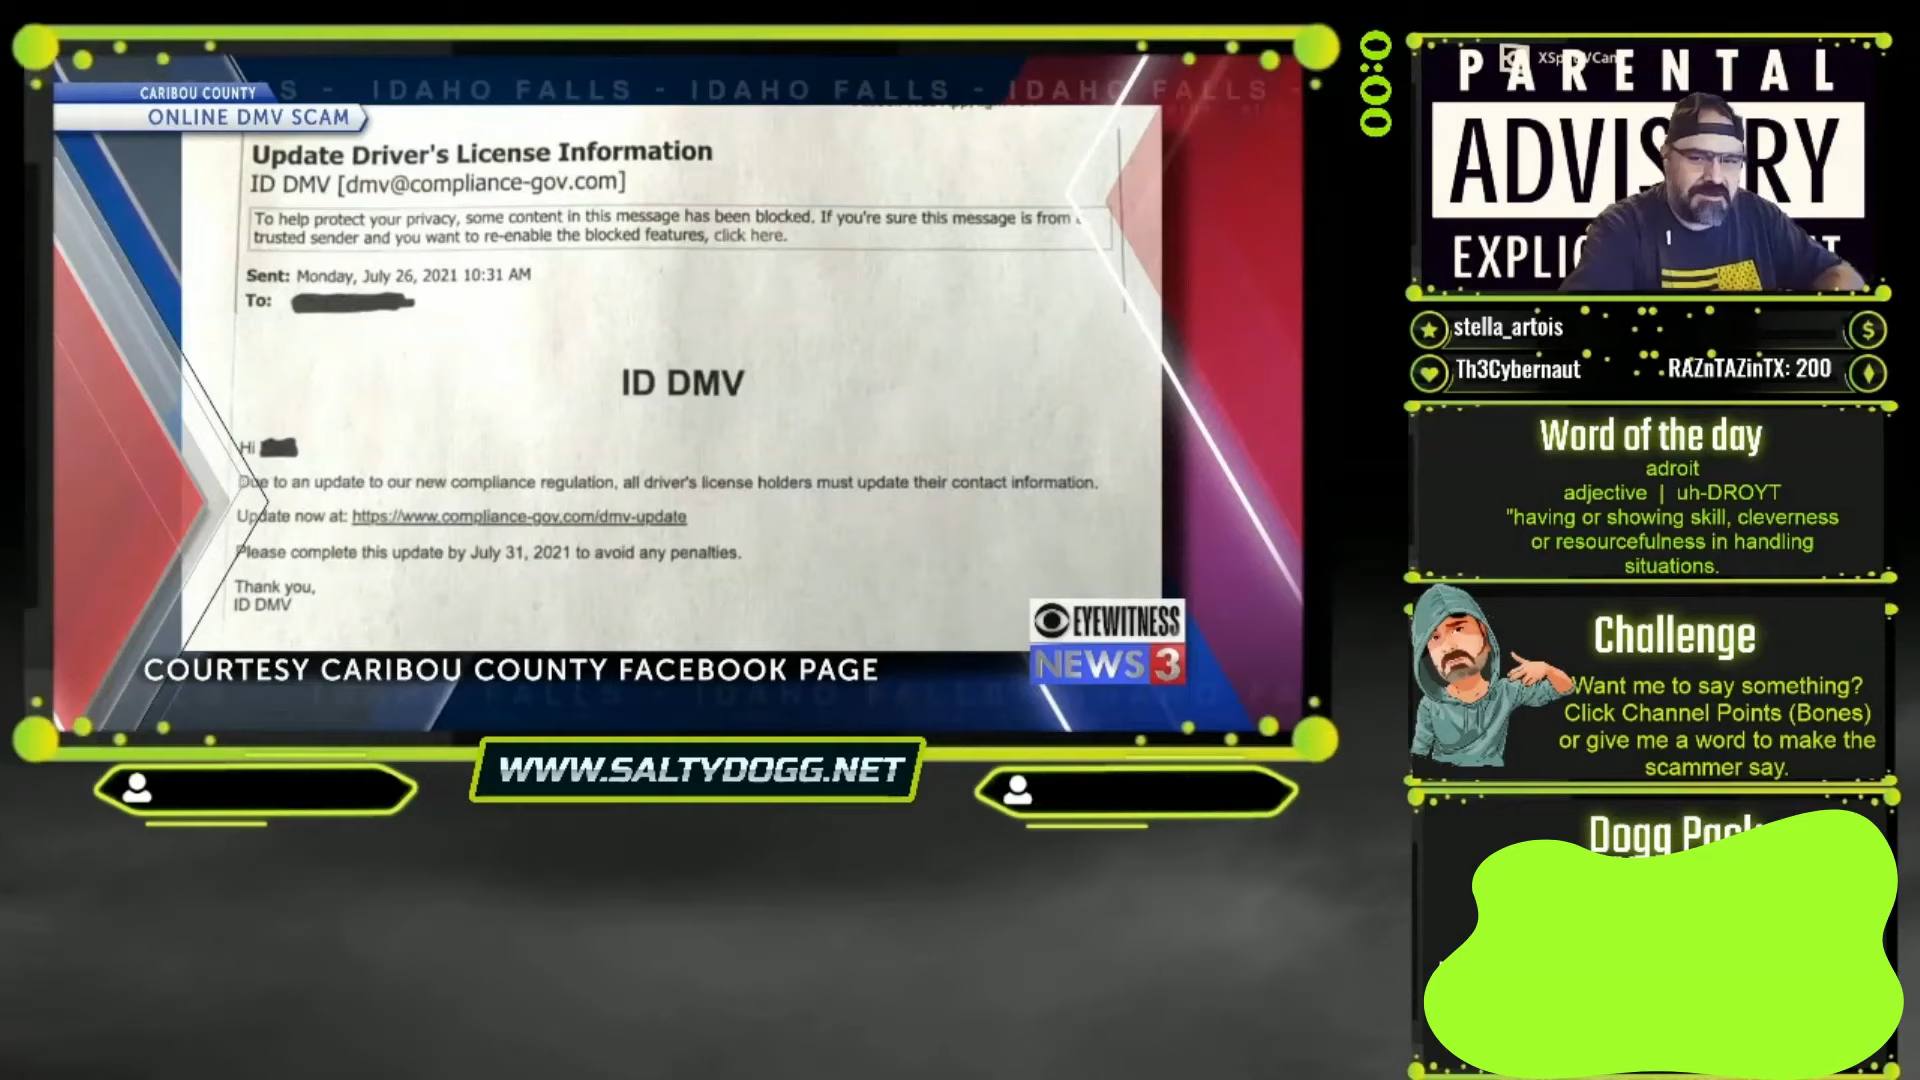 IDAHO FALLS - IDAHO FALLS - IDAHO FALLS -
CARIBOU COUNTY
ONLINE DMV SCAM
Update Driver's License Information
ID DMV [dmv@compliance-gov.com]
To help protect your privacy, some content in this message has been blocked. If you're sure this message is from
trusted sender and you want to re-enable the blocked features, click here.
Sent: Monday, July 26, 2021 10:31 AM
To:
ID DMV
Hi
Due to an update to our new compliance regulation, all driver's license holders must update their contact information.
Update now at: https://www.compliance-gov.com/dmv-update
Please complete this update by July 31, 2021 to avoid any penalties.
Thank you,
ID DMV
EYEWITNESS
NEWS 3
COURTESY CARIBOU COUNTY FACEBOOK PAGE
WWW.SALTYDOGG.NET
0:00
PARENTAL
stella_artois
Th3Cybernaut
RAZnTAZinTX: 200
Word of the day
adroit
adjective | uh-DROYT
"having or showing skill, cleverness
or resourcefulness in handling
situations.
Challenge
Want me to say something?
Click Channel Points (Bones)
or give me a word to make the
scammer say.
Dogg